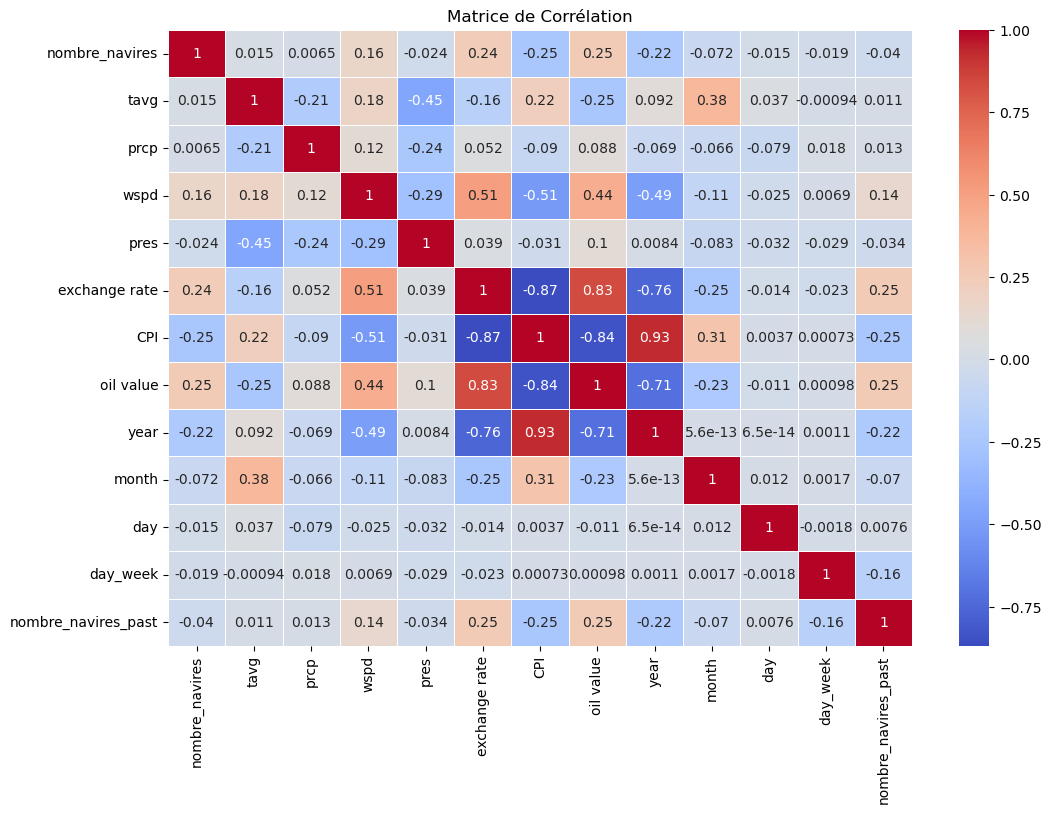 Matrice de Corrélation
nombre_navires 1 0.015 0.0065 0.16 -0.024 0.24 -0.25 0.25 -0.22 -0.072 -0.015 -0.019 -0.04
tavg 0.015 1 -0.21 0.18 -0.45 -0.16 0.22 -0.25 0.092 0.38 0.037 -0.00094 0.011
prcp 0.0065 -0.21 1 0.12 -0.24 0.052 -0.09 0.088 -0.069 -0.066 -0.079 0.018 0.013
wspd 0.16 0.18 0.12 1 -0.29 0.51 -0.51 0.44 -0.49 -0.11 -0.025 0.0069 0.14
pres -0.024 -0.45 -0.24 -0.29 1 0.039 -0.031 0.1 0.0084 -0.083 -0.032 -0.029 -0.034
exchange rate 0.24 -0.16 0.052 0.51 0.039 1 -0.87 0.83 -0.76 -0.25 -0.014 -0.023 0.25
CPI -0.25 0.22 -0.09 -0.51 -0.031 -0.87 1 -0.84 0.93 0.31 0.0037 0.00073 -0.25
oil value 0.25 -0.25 0.088 0.44 0.1 0.83 -0.84 1 -0.71 -0.23 -0.011 0.00098 0.25
year -0.22 0.092 -0.069 -0.49 0.0084 -0.76 0.93 -0.71 1 5.6e-13 6.5e-14 0.0011 -0.22
month -0.072 0.38 -0.066 -0.11 -0.083 -0.25 0.31 -0.23 5.6e-13 1 0.012 0.0017 -0.07
day -0.015 0.037 -0.079 -0.025 -0.032 -0.014 0.0037 -0.011 6.5e-14 0.012 1 -0.0018 0.0076
day_week -0.019 -0.00094 0.018 0.0069 -0.029 -0.023 0.00073 0.00098 0.0011 0.0017 -0.0018 1 -0.16
nombre_navires_past -0.04 0.011 0.013 0.14 -0.034 0.25 -0.25 0.25 -0.22 -0.07 0.0076 -0.16 1
nombre_navires
tavg
prcp
wspd
pres
exchange rate
CPI
oil value
year
month
day
day_week
nombre_navires_past
1.00
0.75
0.50
0.25
0.00
−0.25
−0.50
−0.75